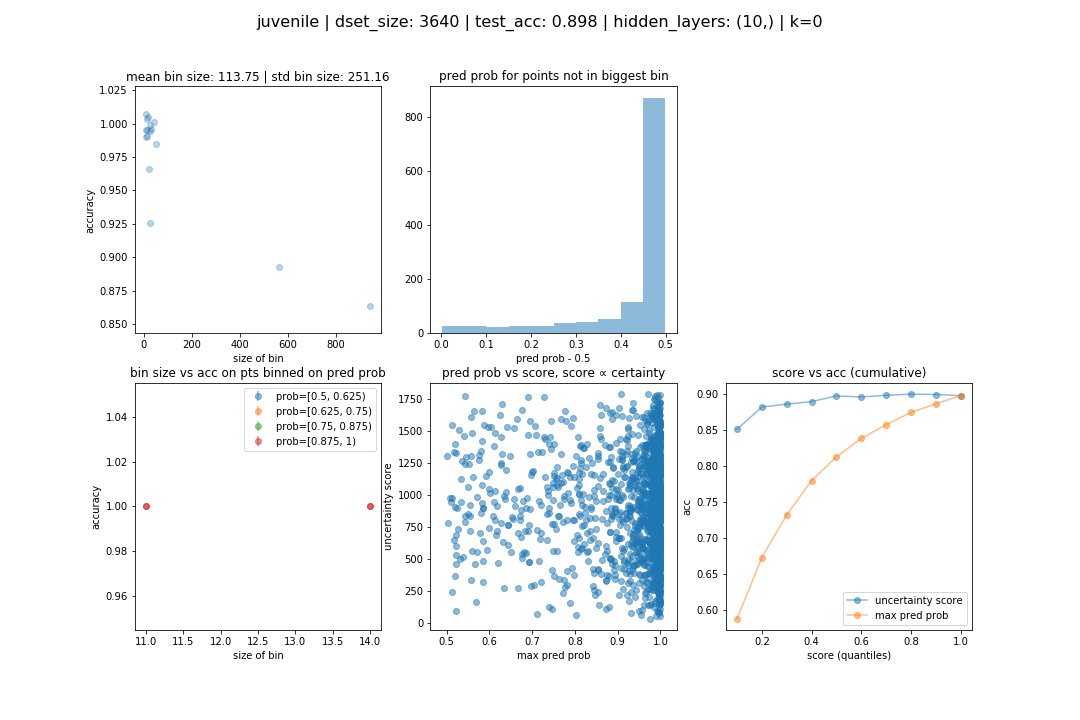 juvenile | dset_size: 3640 | test_acc: 0.898 | hidden_layers: (10,) | k=0
mean bin size: 113.75 | std bin size: 251.16
1.025
1.000
0.975
0.950
0.925
0.900
0.875
0.850
accuracy
0
200
400
600
800
size of bin
pred prob for points not in biggest bin
800
600
400
200
0
0.0
0.1
0.2
0.3
0.4
0.5
pred prob - 0.5
bin size vs acc on pts binned on pred prob
prob=[0.5, 0.625)
prob=[0.625, 0.75)
prob=[0.75, 0.875)
prob=[0.875, 1)
1.04
1.02
1.00
0.98
0.96
accuracy
11.0
11.5
12.0
12.5
13.0
13.5
14.0
size of bin
pred prob vs score, score ∝ certainty
1750
1500
1250
1000
750
500
250
0
uncertainty score
0.5
0.6
0.7
0.8
0.9
1.0
max pred prob
score vs acc (cumulative)
0.90
0.85
0.80
0.75
0.70
0.65
0.60
acc
uncertainty score
max pred prob
0.2
0.4
0.6
0.8
1.0
score (quantiles)